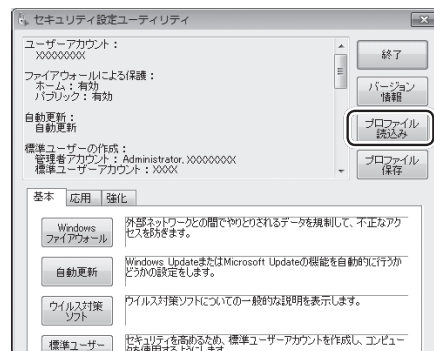 セキュリティ設定ユーティリティ
ユーザーアカウント：
XXXXXXXX
ファイアウォールによる保護：
ホーム：有効
パブリック：有効
自動更新：
自動更新
標準ユーザーの作成：
管理者アカウント：Administrator, XXXXXXXX
標準ユーザーアカウント：XXXX
終了
バージョン
情報
プロファイル
読込み
プロファイル
保存
基本 応用 強化
Windows
ファイアウォール
外部ネットワークとの間でやりとりされるデータを規制して、不正なアク
セスを防ぎます。
自動更新
Windows UpdateまたはMicrosoft Updateの機能を自動的に行うか
どうかの設定をします。
ウイルス対策
ソフト
ウイルス対策ソフトについての一般的な説明を表示します。
標準ユーザー
セキュリティを高めるため、標準ユーザーアカウントを作成し、コンピュー
タを使用するようにします